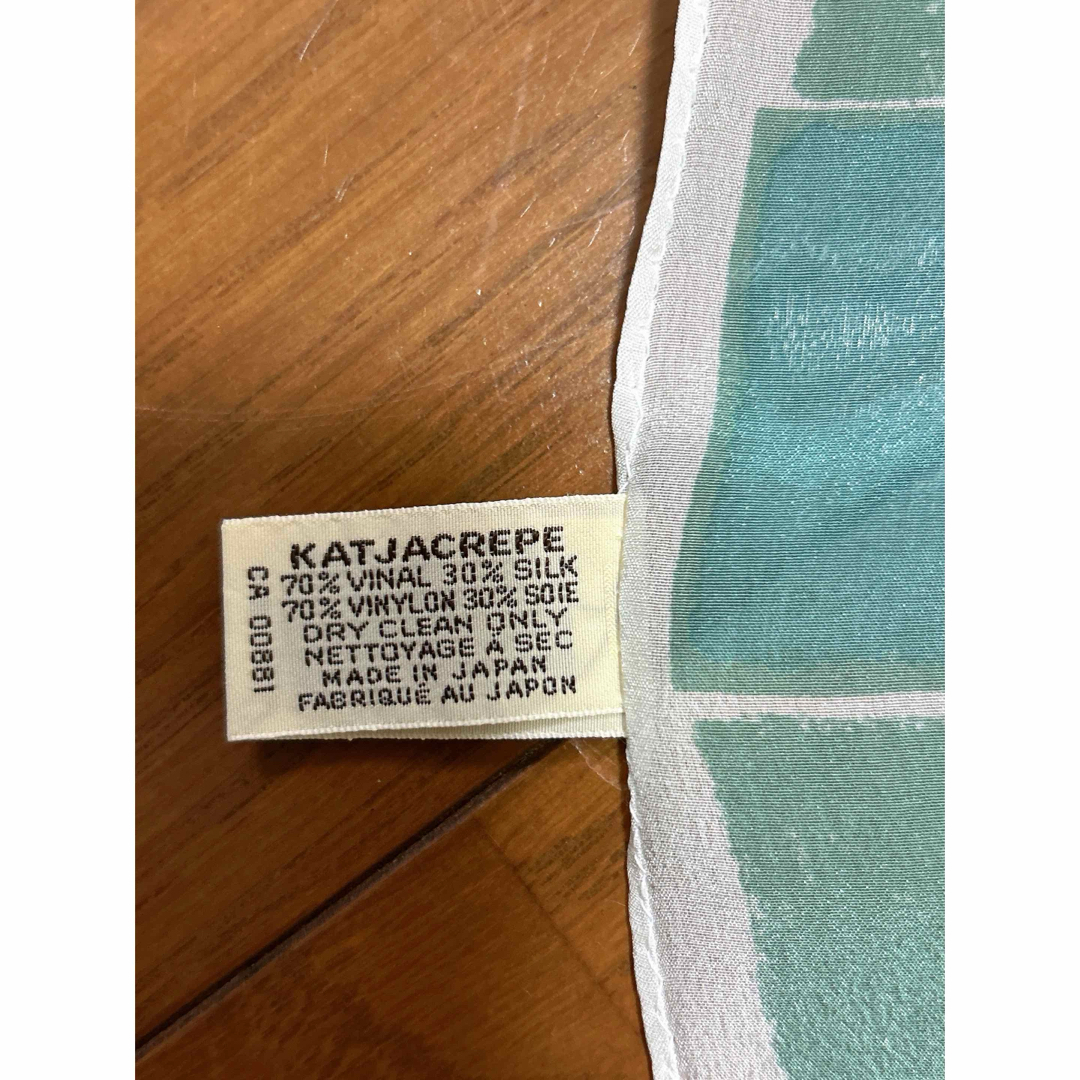 KATJACREPE
70% VINAL 30% SILK
70% VINYLON 30% SOIE
DRY CLEAN ONLY
NETTOYAGE A SEC
MADE IN JAPAN
FABRIQUÉ AU JAPON
CA 00881